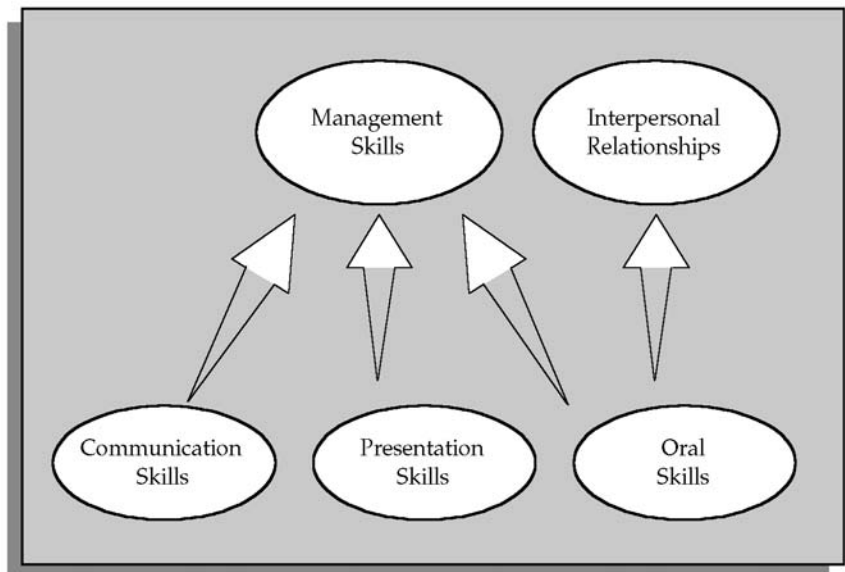 Management
Skills
Interpersonal
Relationships
Communication
Skills
Presentation
Skills
Oral
Skills